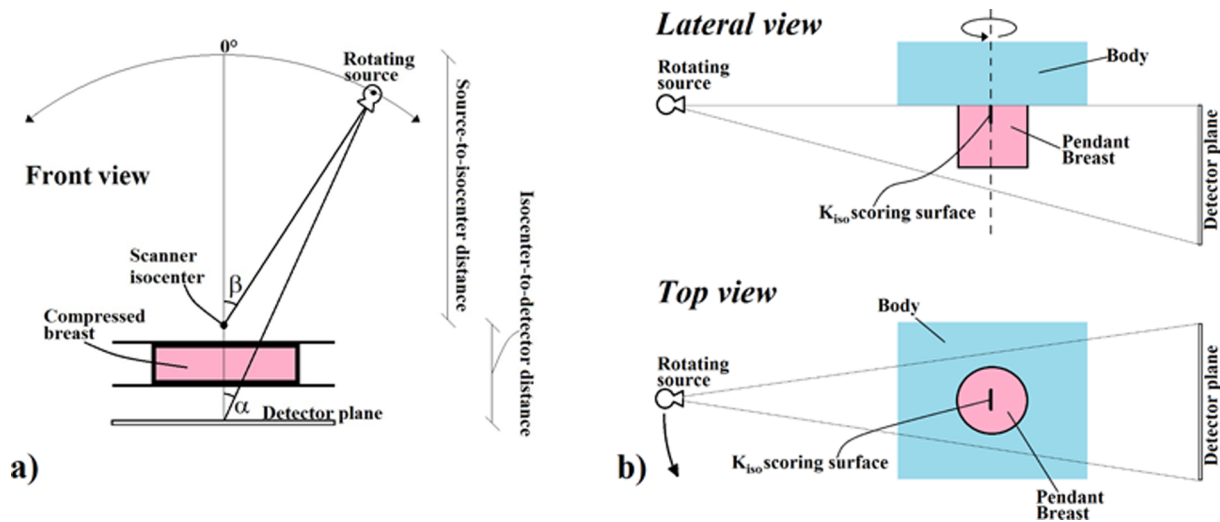 0°
Rotating
source
Front view
Scanner
isocenter
β
Compressed
breast
α
Detector plane
Source-to-isocenter distance
Isocenter-to-detector distance
a)
Lateral view
Rotating
source
Body
Pendant
Breast
Kiso scoring surface
Detector plane
Top view
Body
Rotating
source
Kiso scoring surface
Pendant
Breast
Detector plane
b)